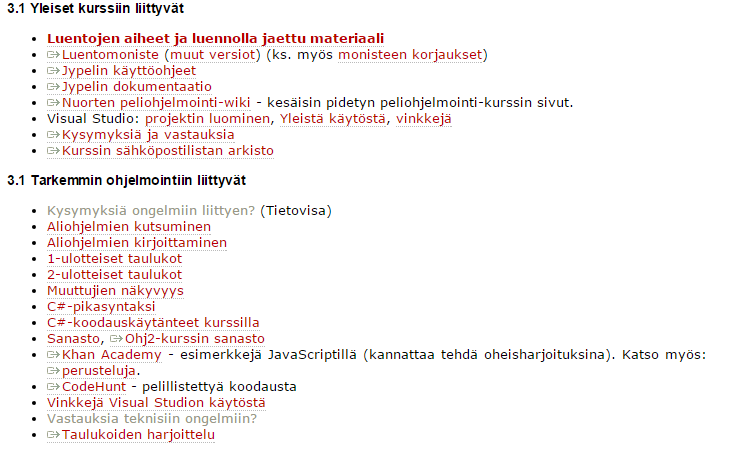 3.1 Yleiset kurssiin liittyvät
Luentojen aiheet ja luennolla jaettu materiaali
Luentomoniste (muut versiot) (ks. myös monisteen korjaukset)
Jypelin käyttöohjeet
Jypelin dokumentaatio
Nuorten peliohjelmointi-wiki - kesäisin pidetyn peliohjelmointi-kurssin sivut.
Visual Studio: projektin luominen, Yleistä käytöstä, vinkkejä
Kysymyksiä ja vastauksia
Kurssin sähköpostilistan arkisto
3.1 Tarkemmin ohjelmointiin liittyvät
Kysymyksiä ongelmiin liittyen? (Tietovisa)
Aliohjelmien kutsuminen
Aliohjelmien kirjoittaminen
1-ulotteiset taulukot
2-ulotteiset taulukot
Muuttujien näkyvyys
C#-pikasyntaksi
C#-koodauskäytänteet kurssilla
Sanasto, Ohj2-kurssin sanasto
Khan Academy - esimerkkejä JavaScriptillä (kannattaa tehdä oheisharjoituksina). Katso myös:
perusteluja.
CodeHunt - pelillistettyä koodausta
Vinkkejä Visual Studion käytöstä
Vastauksia teknisiin ongelmiin?
Taulukoiden harjoittelu